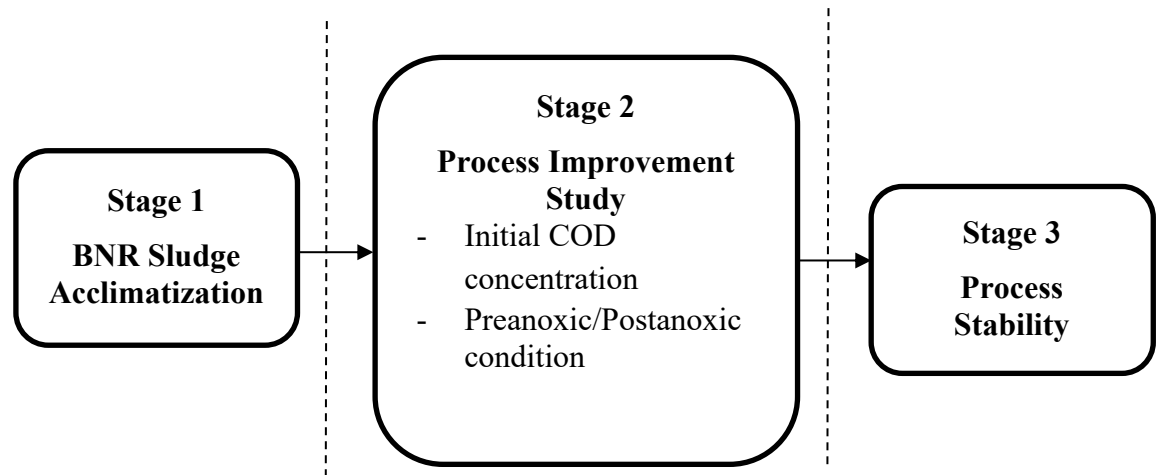 Stage 1
BNR Sludge
Acclimatization
Stage 2
Process Improvement
Study
- Initial COD
concentration
- Preanoxic/Postanoxic
condition
Stage 3
Process
Stability